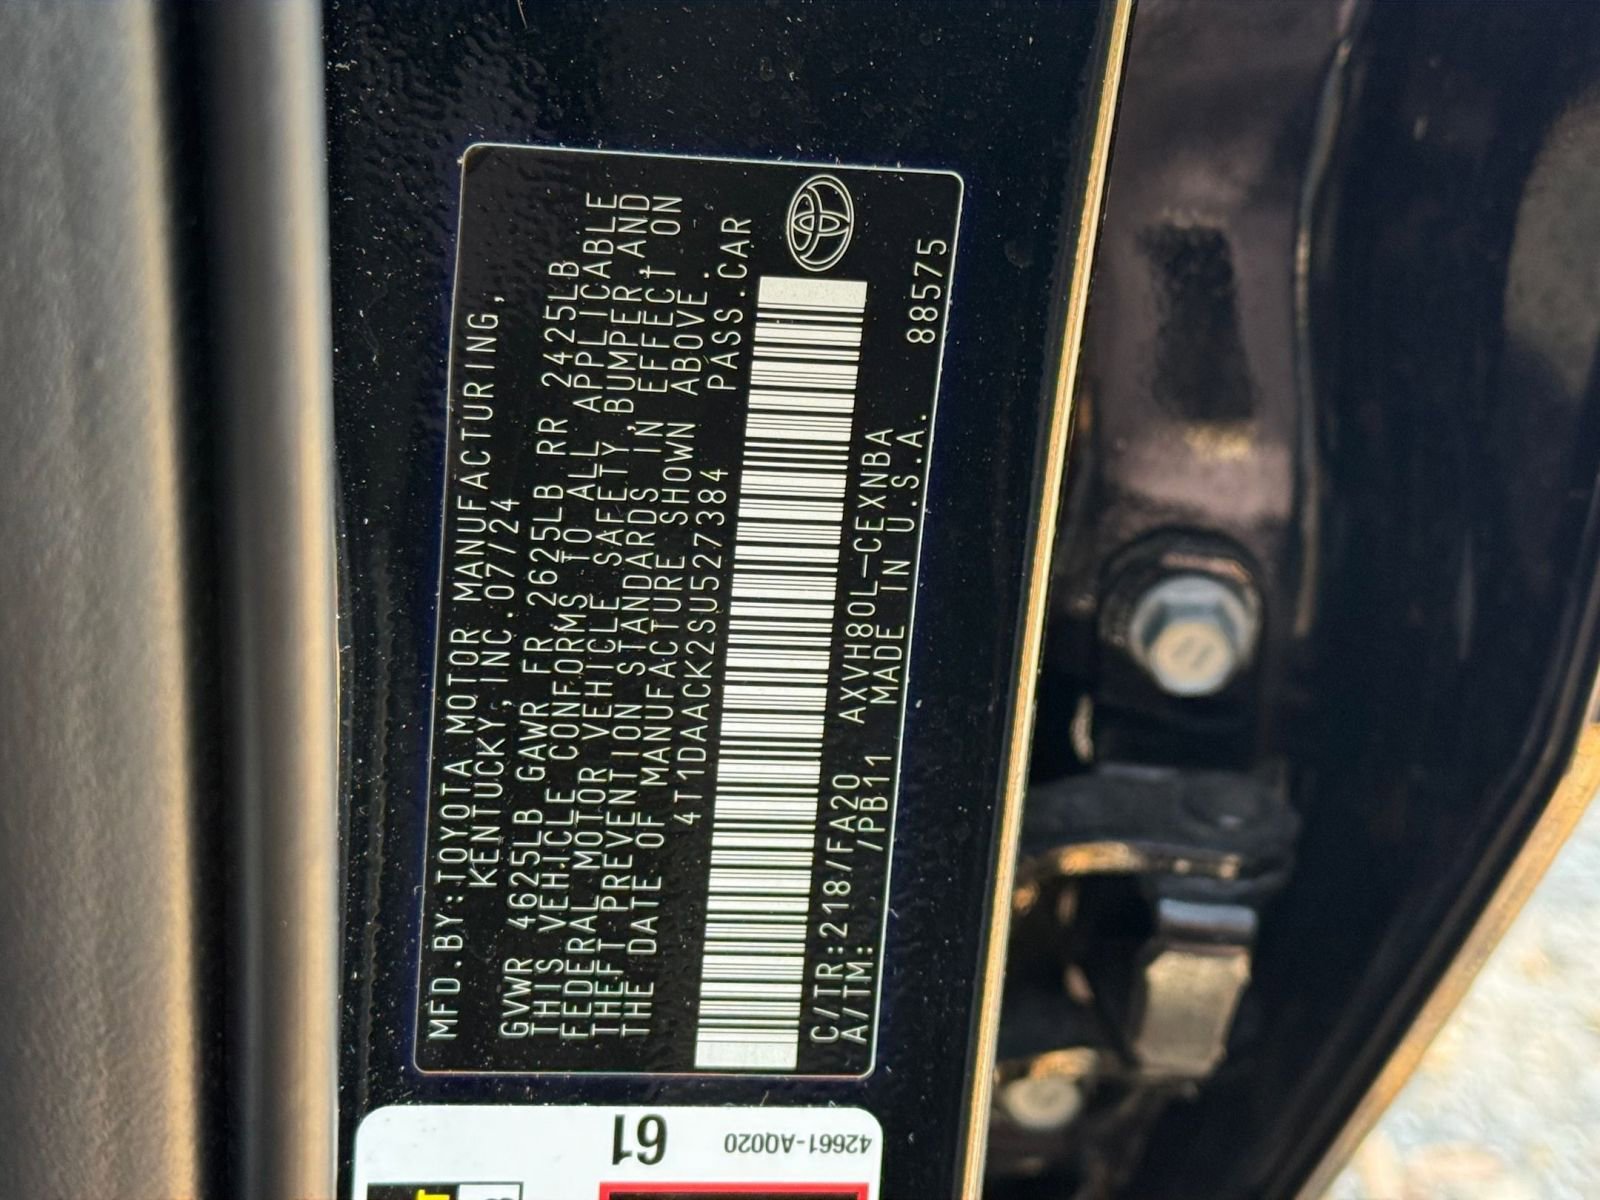 MFD.BY:TOYOTA MOTOR MANUFACTURING,
KENTUCKY,INC.07/24
GVWR 4625LB GAWR FR 2625LB RR 2425LB
THIS VEHICLE CONFORMS TO ALL APPLICABLE
FEDERAL MOTOR VEHICLE SAFETY,BUMPER,AND
THEFT PREVENTION STANDARDS IN EFFECT ON
THE DATE OF MANUFACTURE SHOWN ABOVE.
4T1DAACK2SU527384 PASS.CAR
C/TR:218/FA20 AXVH80L-CEXNBA
A/TM: /PB11 MADE IN U.S.A. 88575
61
42661-AQ020